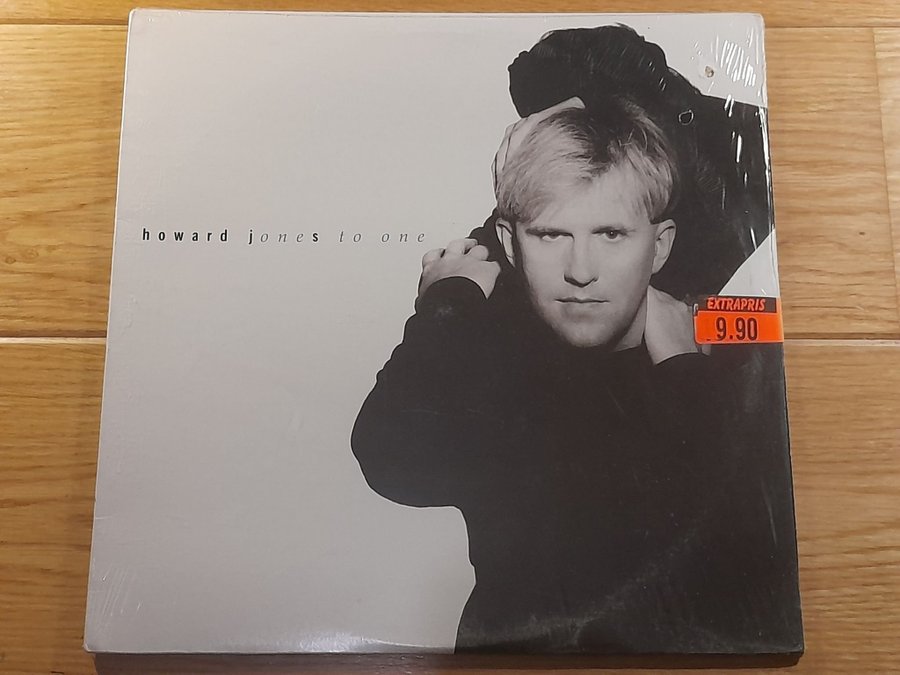 howard jones to one
EXTRAPRIS
9.90